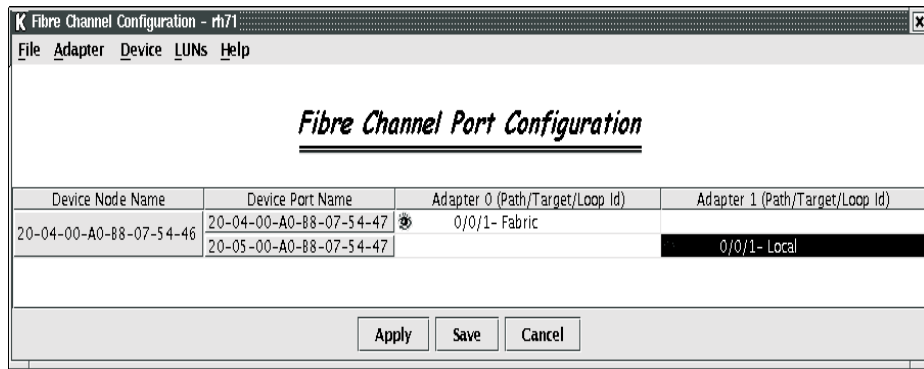 Fibre Channel Configuration - rh71
File Adapter Device LUNs Help
Fibre Channel Port Configuration
Device Node Name Device Port Name Adapter 0 (Path/Target/Loop Id) Adapter 1 (Path/Target/Loop Id)
20-04-00-A0-B8-07-54-46 20-04-00-A0-B8-07-54-47 0/0/1- Fabric
20-05-00-A0-B8-07-54-47 0/0/1- Local
Apply Save Cancel